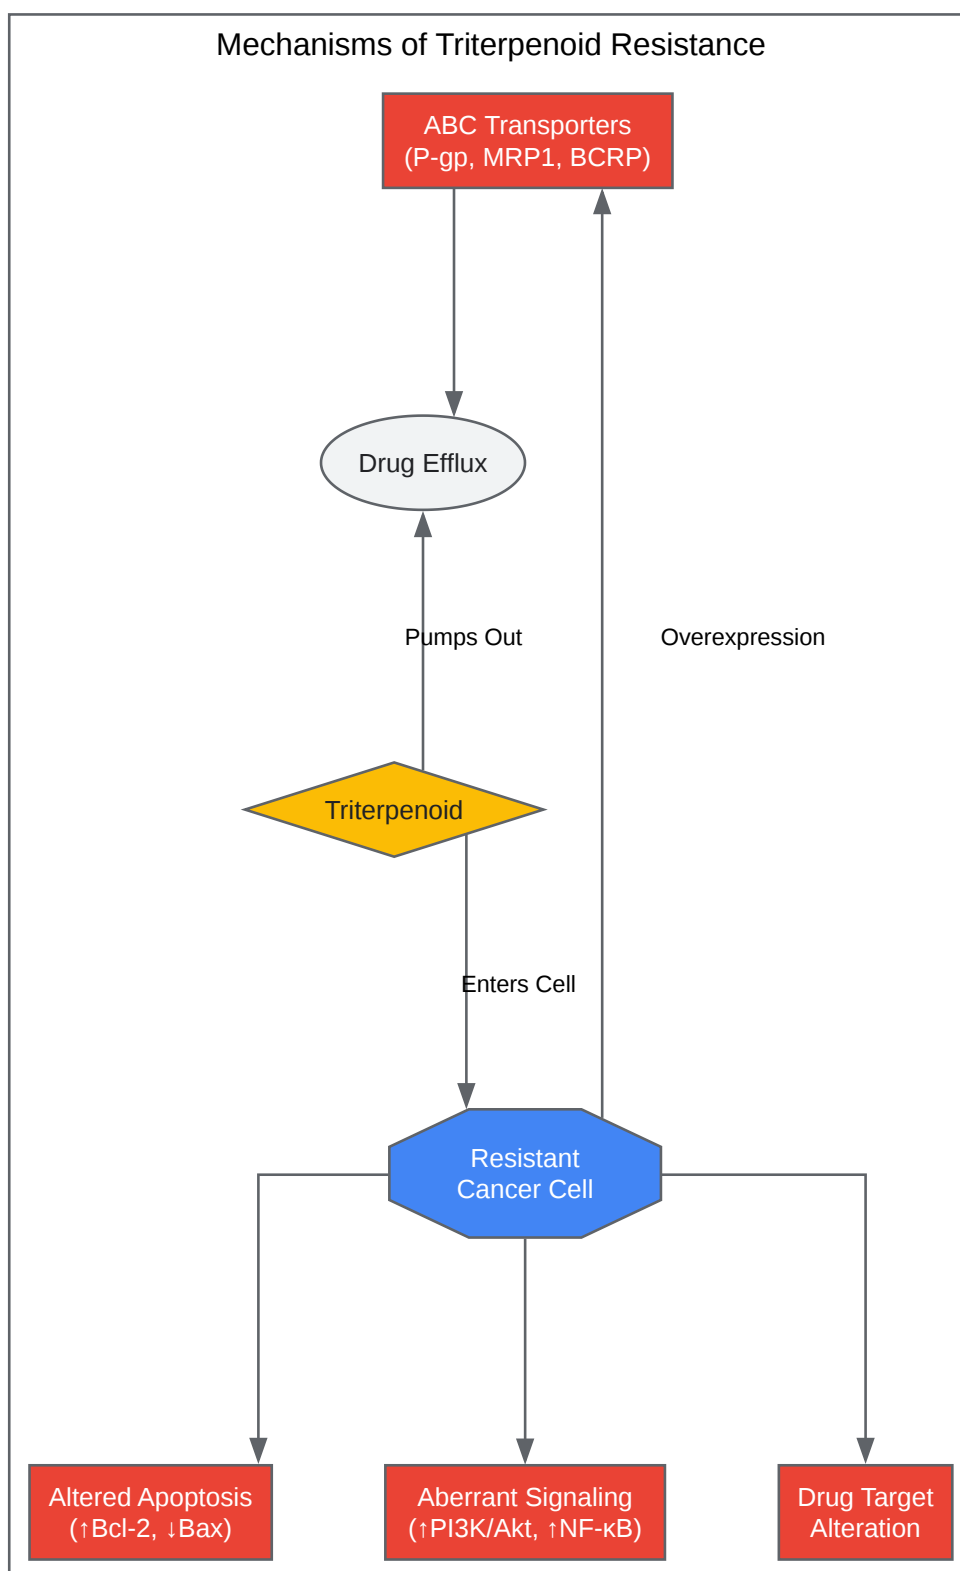 Mechanisms of Triterpenoid Resistance
ABC Transporters
(P-gp, MRP1, BCRP)
Drug Efflux
Pumps Out
Overexpression
Triterpenoid
Enters Cell
Resistant
Cancer Cell
Altered Apoptosis
(↑Bcl-2, ↓Bax)
Aberrant Signaling
(↑PI3K/Akt, ↑NF-κB)
Drug Target
Alteration